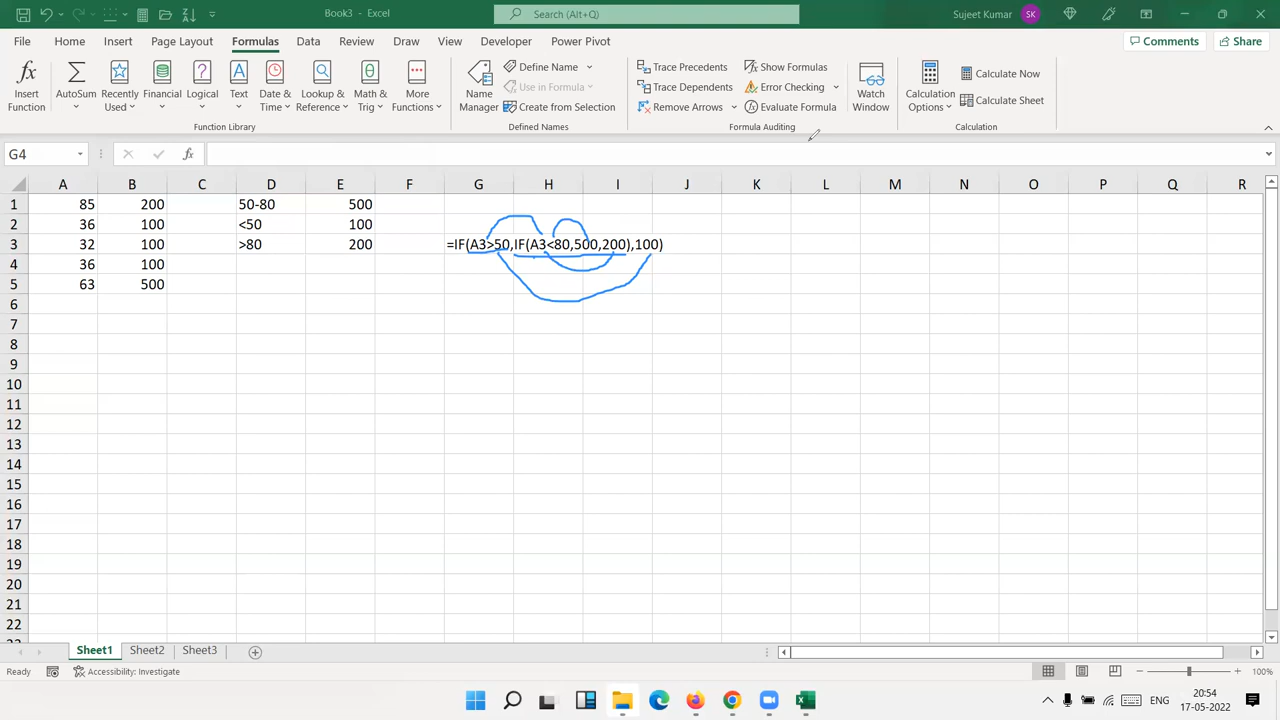 Book3 - Excel
Search (Alt+Q)
Sujeet Kumar SK
File Home Insert Page Layout Formulas Data Review View Draw Developer Power Pivot
Comments Share
Insert Function
AutoSum
Recently Used
Financial
Logical
Text
Date & Time
Lookup & Reference
Math & Trig
More Functions
Function Library
Name Manager
Define Name
Use in Formula
Create from Selection
Defined Names
Trace Precedents
Trace Dependents
Remove Arrows
Show Formulas
Error Checking
Evaluate Formula
Formula Auditing
Watch Window
Calculation Options
Calculate Now
Calculate Sheet
Calculation
G4 fx
A B C D E F G H I J K L M N O P Q R
1 85 200 50-80 500
2 36 100 <50 100
3 32 100 >80 200 =IF(A3>50,IF(A3<80,500,200),100)
4 36 100
5 63 500
6
7
8
9
10
11
12
13
14
15
16
17
18
19
20
21
22
Sheet1 Sheet2 Sheet3
Ready Accessibility: Investigate 100%
ENG 20:54
17-05-2022